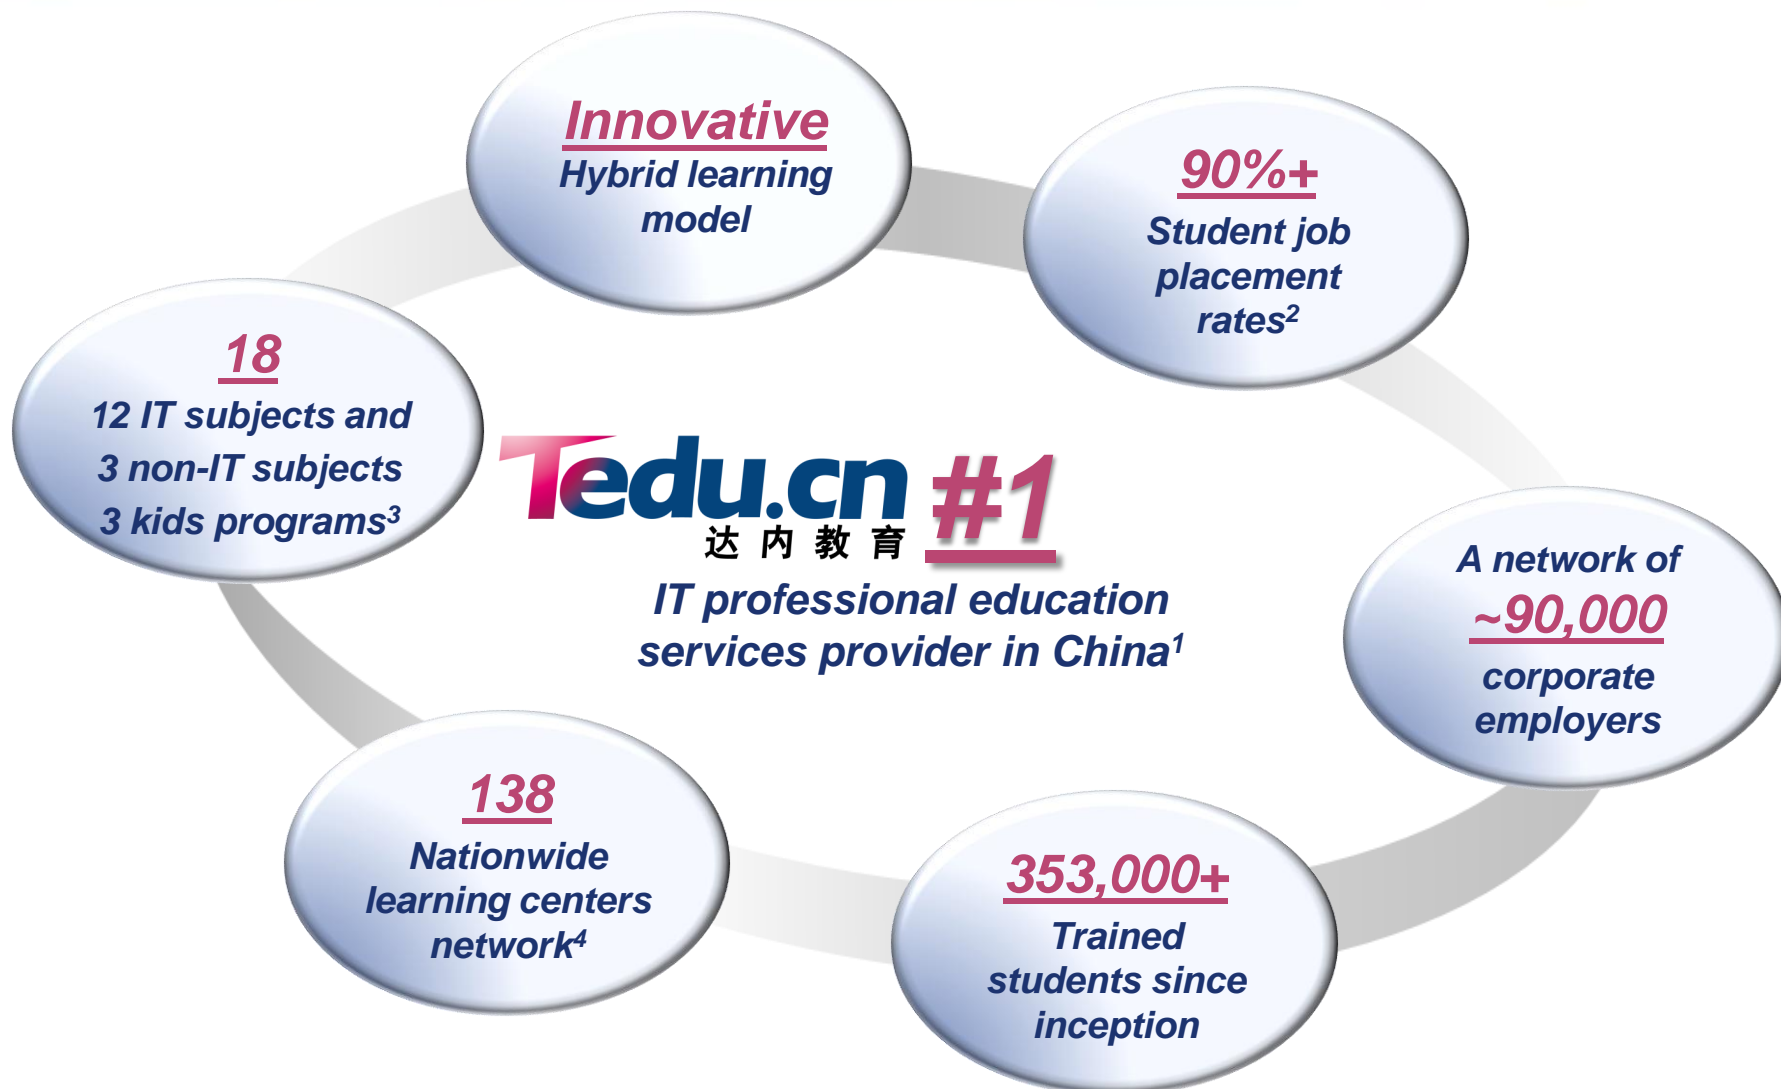 Innovative
Hybrid learning
model
90%+
Student job
placement
rates²
18
12 IT subjects and
3 non-IT subjects
3 kids programs³
Tedu.cn #1
达内教育
IT professional education
services provider in China¹
A network of
~90,000
corporate
employers
138
Nationwide
learning centers
network⁴
353,000+
Trained
students since
inception